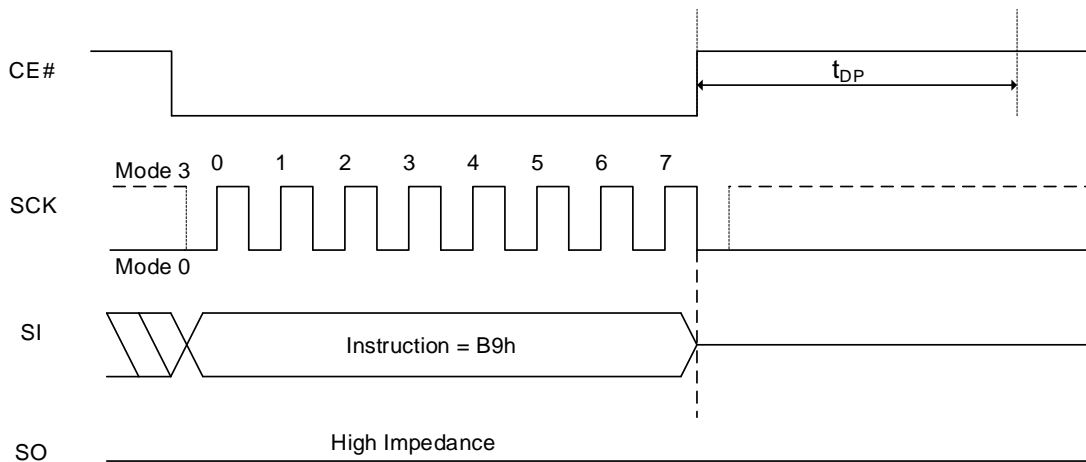 CE#
tDP
Mode 3
0 1 2 3 4 5 6 7
SCK
Mode 0
SI
Instruction = B9h
SO
High Impedance